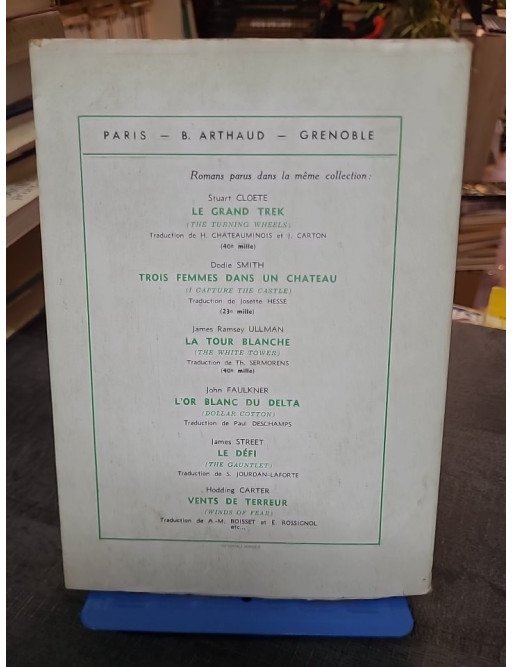 PARIS — B. ARTHAUD — GRENOBLE
Romans parus dans la même collection :
Stuart CLOETE
LE GRAND TREK
(THE TURNING WHEELS)
Traduction de H. CHATEAUMINOIS et J. CARTON
(40e mille)
Dodie SMITH
TROIS FEMMES DANS UN CHATEAU
(I CAPTURE THE CASTLE)
Traduction de Josette HESSE
(23e mille)
James Ramsey ULLMAN
LA TOUR BLANCHE
(THE WHITE TOWER)
Traduction de Th. SERMORENS
(40e mille)
John FAULKNER
L'OR BLANC DU DELTA
(DOLLAR COTTON)
Traduction de Paul DESCHAMPS
James STREET
LE DÉFI
(THE GAUNTLET)
Traduction de S. JOURDAN-LAFORTE
Hodding CARTER
VENTS DE TERREUR
(WINDS OF FEAR)
Traduction de A.-M. BOISSET et E. ROSSIGNOL
etc...